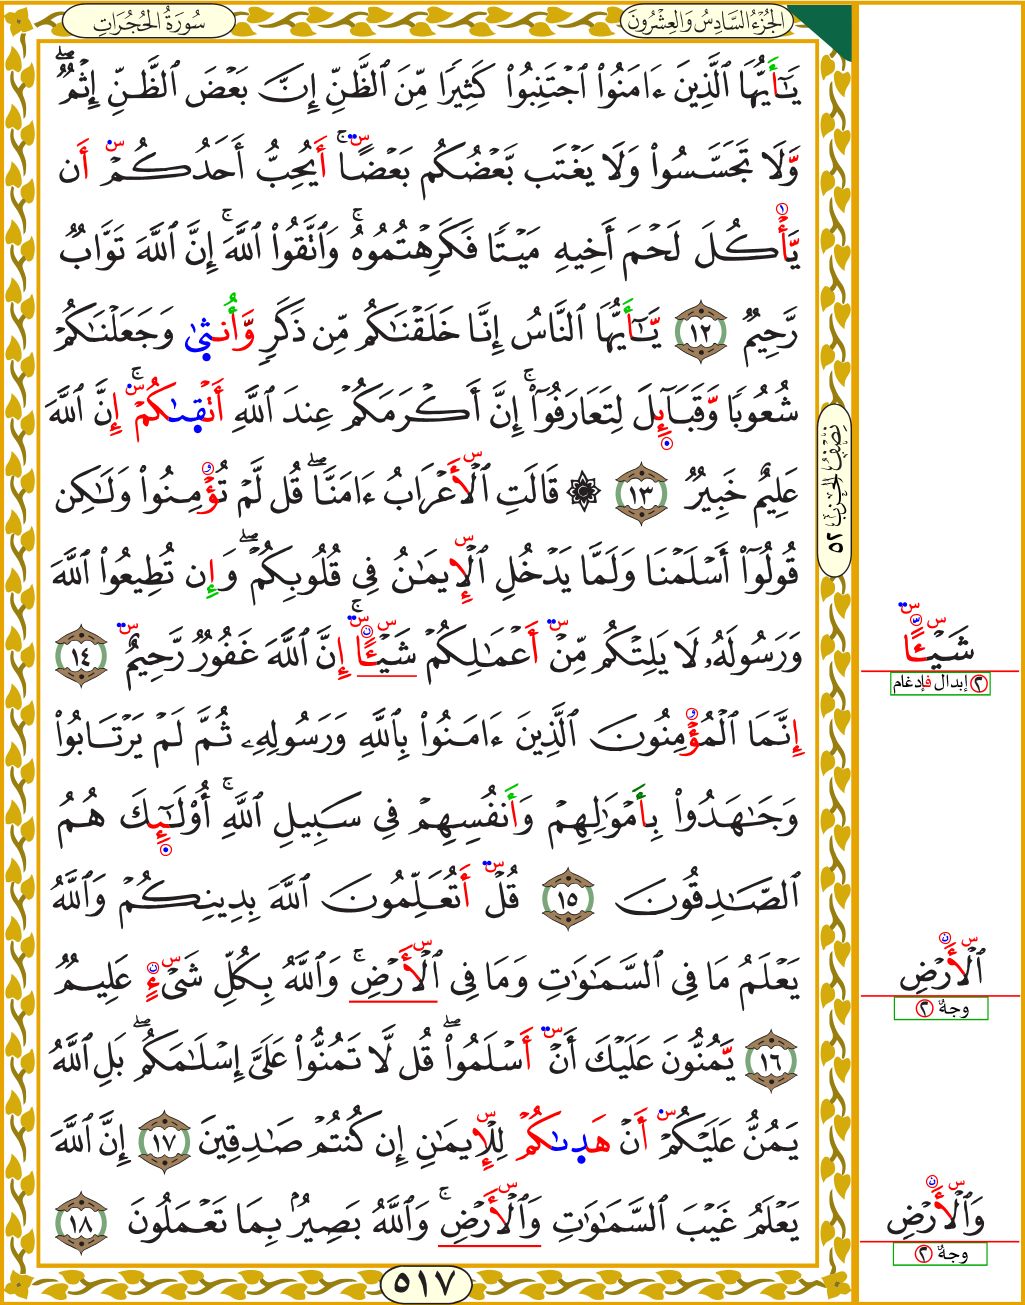 سُورَةُ الحُجُرَاتِ
الجُزْءُ السَّادِسُ وَالعِشْرُونَ
يَـٰٓأَيُّهَا ٱلَّذِينَ ءَامَنُوا۟ ٱجْتَنِبُوا۟ كَثِيرًا مِّنَ ٱلظَّنِّ إِنَّ بَعْضَ ٱلظَّنِّ إِثْمٌ ۖ
وَّلَا تَجَسَّسُوا۟ وَلَا يَغْتَب بَّعْضُكُم بَعْضًا ۚ أَيُحِبُّ أَحَدُكُمْ أَن
يَّأْكُلَ لَحْمَ أَخِيهِ مَيْتًا فَكَرِهْتُمُوهُ ۚ وَٱتَّقُوا۟ ٱللَّهَ ۚ إِنَّ ٱللَّهَ تَوَّابٌ
رَّحِيمٌ ١٢ يَّـٰٓأَيُّهَا ٱلنَّاسُ إِنَّا خَلَقْنَـٰكُم مِّن ذَكَرٍ وَّأُنثَىٰ وَجَعَلْنَـٰكُمْ
شُعُوبًا وَّقَبَآئِلَ لِتَعَارَفُوٓا۟ ۚ إِنَّ أَكْرَمَكُمْ عِندَ ٱللَّهِ أَتْقَىٰكُمْ ۚ إِنَّ ٱللَّهَ
عَلِيمٌ خَبِيرٌ ١٣ ۞ قَالَتِ ٱلْأَعْرَابُ ءَامَنَّا ۖ قُل لَّمْ تُؤْمِنُوا۟ وَلَـٰكِن
قُولُوٓا۟ أَسْلَمْنَا وَلَمَّا يَدْخُلِ ٱلْإِيمَـٰنُ فِى قُلُوبِكُمْ ۖ وَإِن تُطِيعُوا۟ ٱللَّهَ
وَرَسُولَهُۥ لَا يَلِتْكُم مِّنْ أَعْمَـٰلِكُمْ شَيْـًٔا ۚ إِنَّ ٱللَّهَ غَفُورٌ رَّحِيمٌ ١٤
إِنَّمَا ٱلْمُؤْمِنُونَ ٱلَّذِينَ ءَامَنُوا۟ بِٱللَّهِ وَرَسُولِهِۦ ثُمَّ لَمْ يَرْتَابُوا۟
وَجَـٰهَدُوا۟ بِأَمْوَٰلِهِمْ وَأَنفُسِهِمْ فِى سَبِيلِ ٱللَّهِ ۚ أُو۟لَـٰٓئِكَ هُمُ
ٱلصَّـٰدِقُونَ ١٥ قُلْ أَتُعَلِّمُونَ ٱللَّهَ بِدِينِكُمْ وَٱللَّهُ
يَعْلَمُ مَا فِى ٱلسَّمَـٰوَٰتِ وَمَا فِى ٱلْأَرْضِ ۚ وَٱللَّهُ بِكُلِّ شَىْءٍ عَلِيمٌ
١٦ يَّمُنُّونَ عَلَيْكَ أَنْ أَسْلَمُوا۟ ۖ قُل لَّا تَمُنُّوا۟ عَلَىَّ إِسْلَـٰمَكُم ۖ بَلِ ٱللَّهُ
يَمُنُّ عَلَيْكُمْ أَنْ هَدَىٰكُمْ لِلْإِيمَـٰنِ إِن كُنتُمْ صَـٰدِقِينَ ١٧ إِنَّ ٱللَّهَ
يَعْلَمُ غَيْبَ ٱلسَّمَـٰوَٰتِ وَٱلْأَرْضِ ۚ وَٱللَّهُ بَصِيرٌۢ بِمَا تَعْمَلُونَ ١٨
نِصْفُ الحِزْب ٥٢
شَيْـًٔا
٢ إبدال فإدغام
ٱلْأَرْضِ
وجهٌ ٢
وَٱلْأَرْضِ
وجهٌ ٢
٥١٧